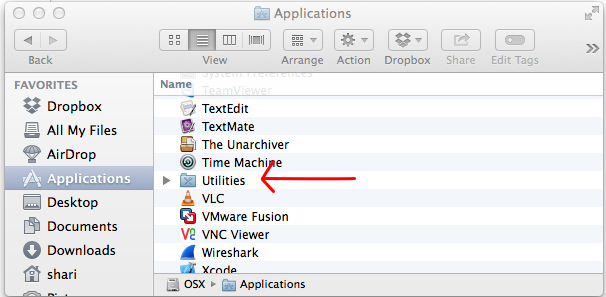 Applications
Back
View
Arrange
Action
Dropbox
Share
Edit Tags
FAVORITES
Dropbox
All My Files
AirDrop
Applications
Desktop
Documents
Downloads
shari
Name
System Preferences
TeamViewer
TextEdit
TextMate
The Unarchiver
Time Machine
Utilities
VLC
VMware Fusion
VNC Viewer
Wireshark
Xcode
OSX
Applications